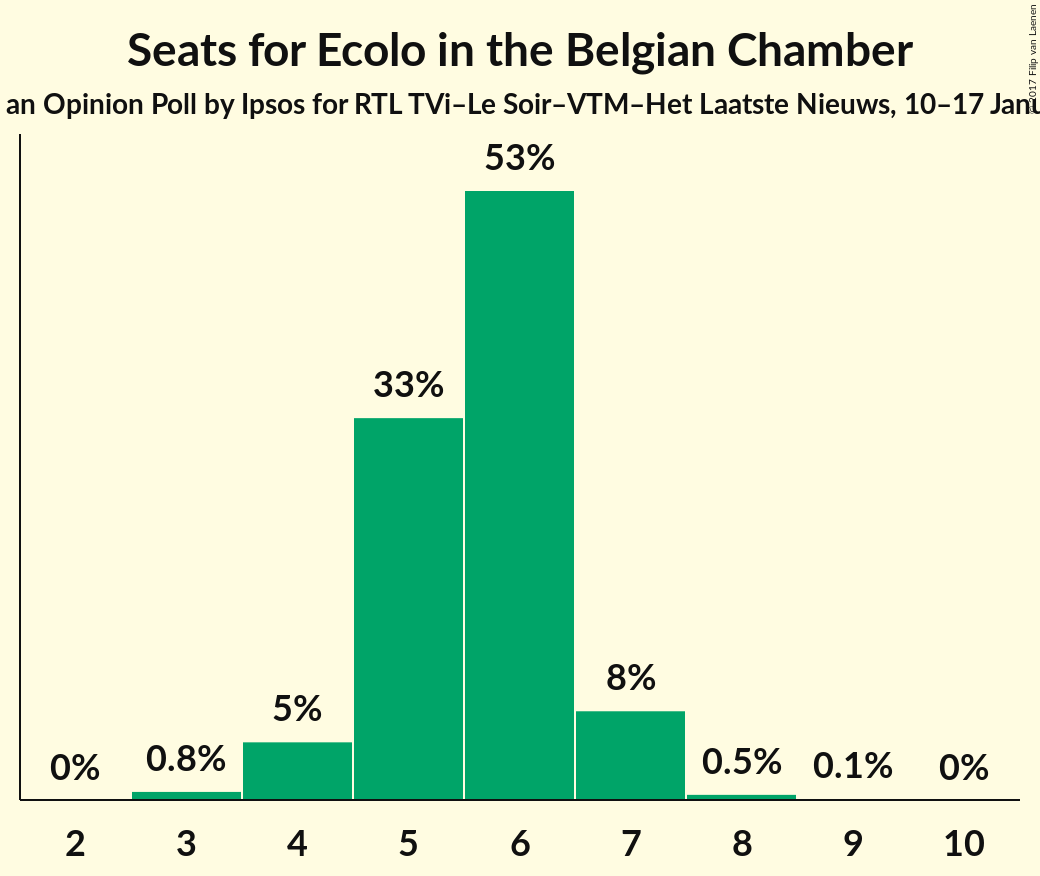 Seats for Ecolo in the Belgian Chamber
an Opinion Poll by Ipsos for RTL TVi–Le Soir–VTM–Het Laatste Nieuws, 10–17 Janu
© 2017 Filip van Laenen
53%
33%
8%
5%
0%
0.8%
0.5%
0.1%
0%
2 3 4 5 6 7 8 9 10